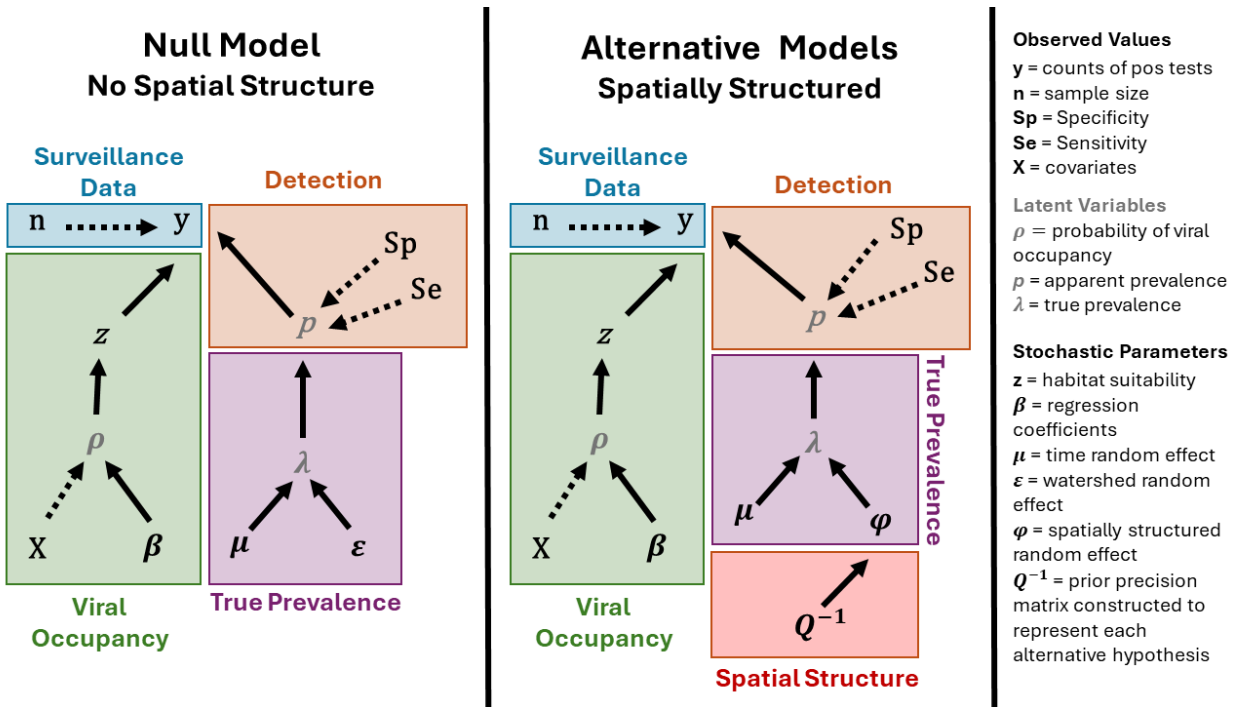 Null Model
No Spatial Structure
Surveillance
Data
Detection
n
y
Sp
Se
p
z
ρ
λ
X
β
μ
ε
Viral
Occupancy
True Prevalence
Alternative Models
Spatially Structured
Surveillance
Data
Detection
n
y
Sp
Se
p
z
ρ
λ
True Prevalence
X
β
μ
φ
Q⁻¹
Viral
Occupancy
Spatial Structure
Observed Values
y = counts of pos tests
n = sample size
Sp = Specificity
Se = Sensitivity
X = covariates
Latent Variables
ρ = probability of viral
occupancy
p = apparent prevalence
λ = true prevalence
Stochastic Parameters
z = habitat suitability
β = regression
coefficients
μ = time random effect
ε = watershed random
effect
φ = spatially structured
random effect
Q⁻¹ = prior precision
matrix constructed to
represent each
alternative hypothesis